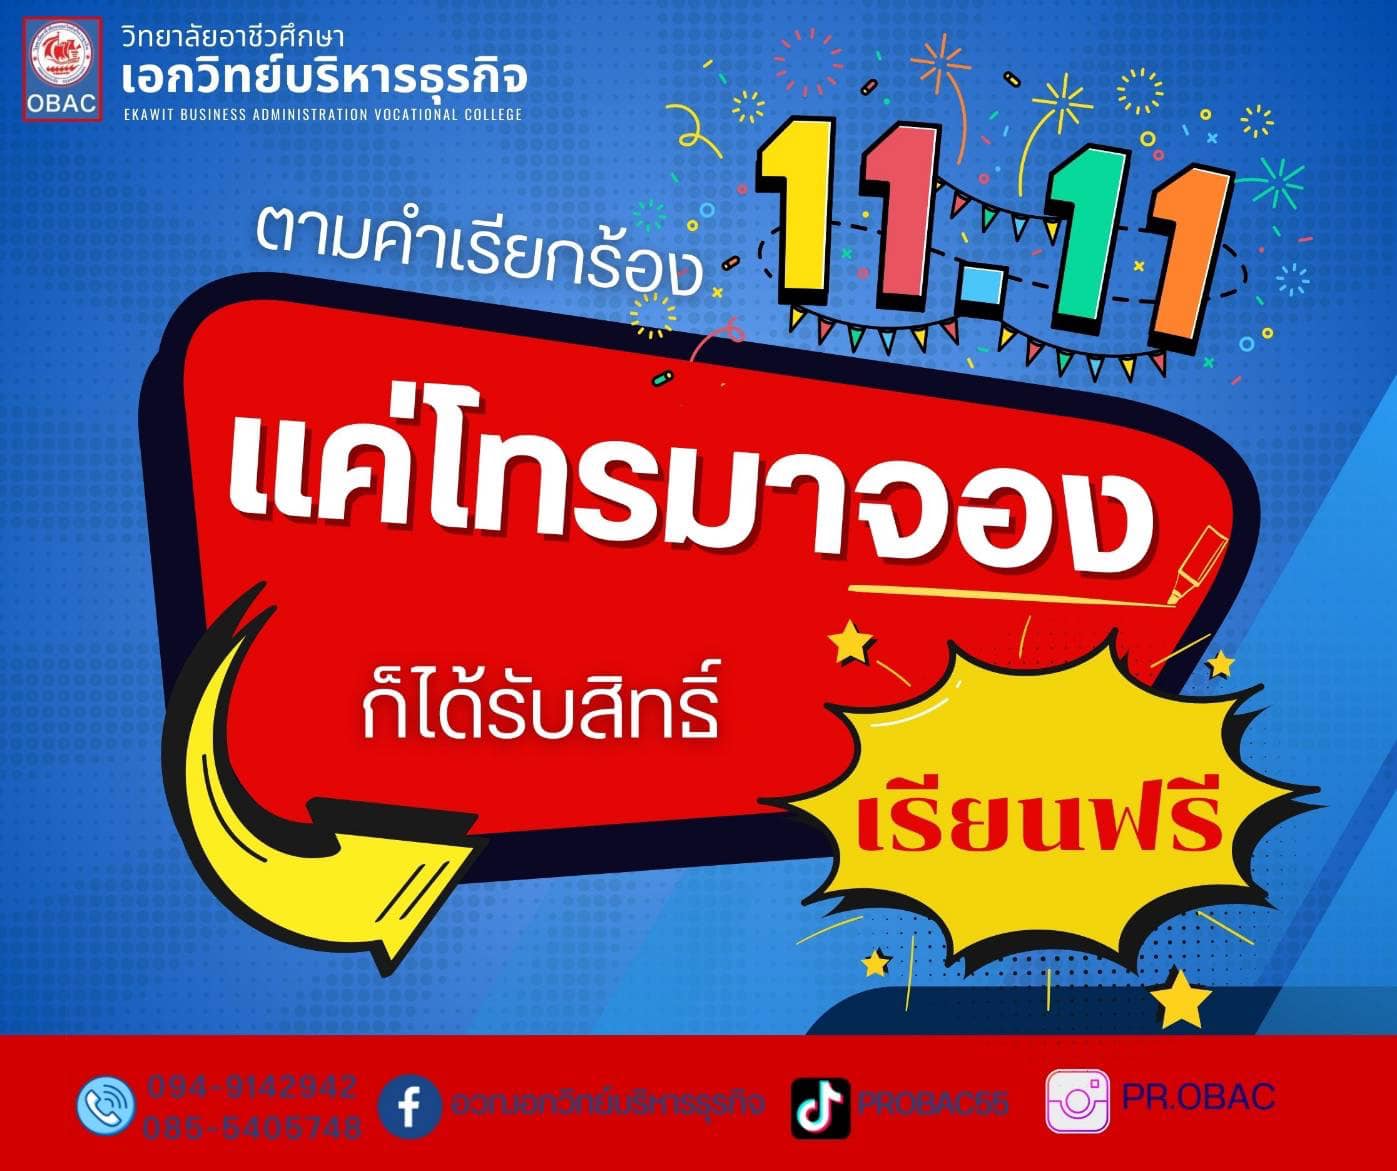 วิทยาลัยอาชีวศึกษา
เอกวิทย์บริหารธุรกิจ
EKAWIT BUSINESS ADMINISTRATION VOCATIONAL COLLEGE
OBAC
11.11
ตามคำเรียกร้อง
แค่โทรมาจอง
ก็ได้รับสิทธิ์
เรียนฟรี
094-9142942
085-5405748
อวท.เอกวิทย์บริหารธุรกิจ
PROBAC55
PR.OBAC